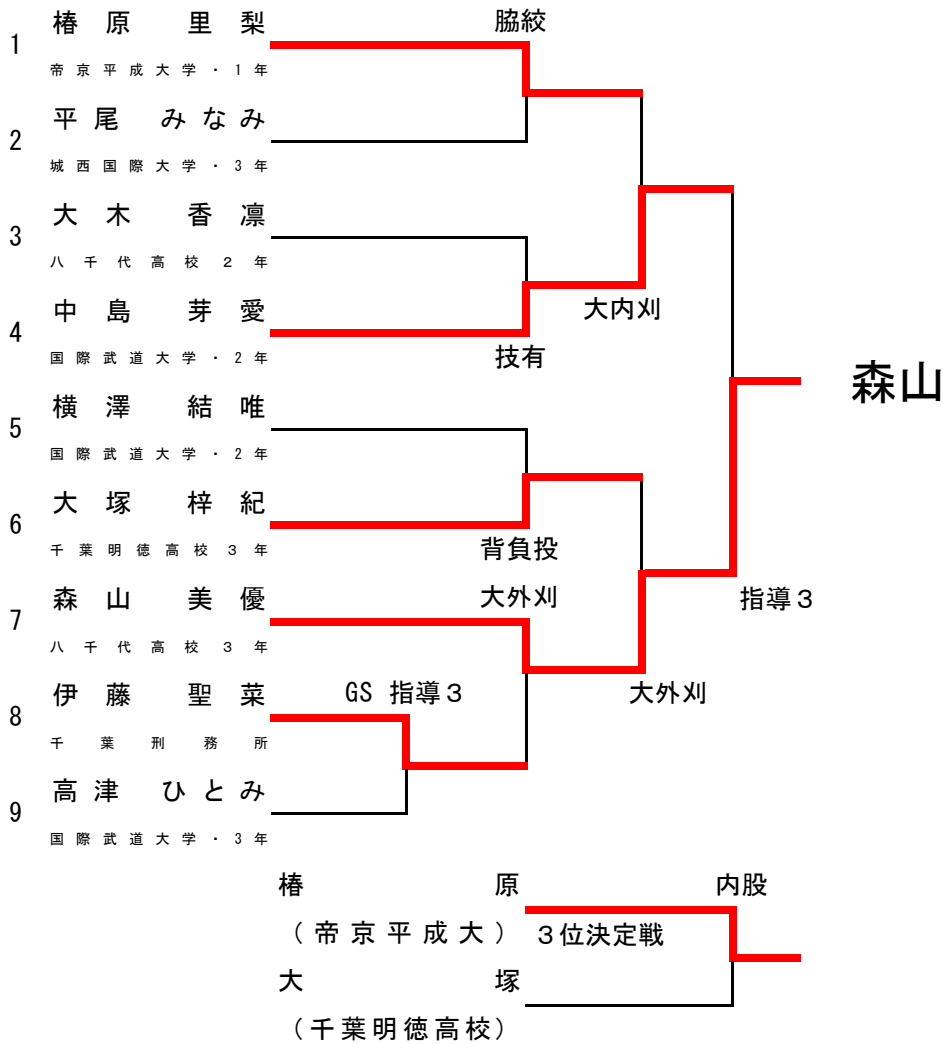 椿原 里梨
脇絞
1
帝京平成大学・1年
平尾 みなみ
2
城西国際大学・3年
大木 香凛
3
八千代高校2年
中島 芽愛
大内刈
4
国際武道大学・2年
技有
森山
横澤 結唯
5
国際武道大学・2年
大塚 梓紀
6
千葉明徳高校3年
背負投
森山 美優
大外刈
指導3
7
八千代高校3年
伊藤 聖菜
GS 指導3
大外刈
8
千葉刑務所
高津 ひとみ
9
国際武道大学・3年
椿原
内股
(帝京平成大)
3位決定戦
大塚
(千葉明徳高校)